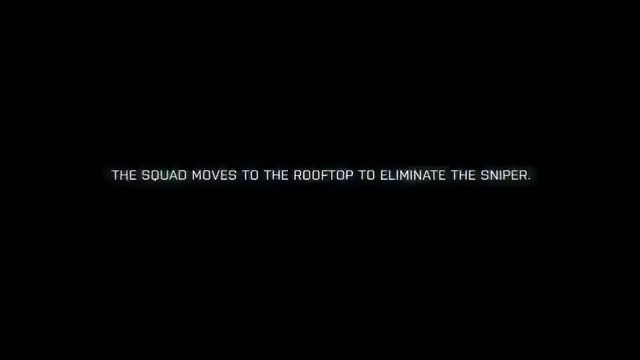 THE SQUAD MOVES TO THE ROOFTOP TO ELIMINATE THE SNIPER.